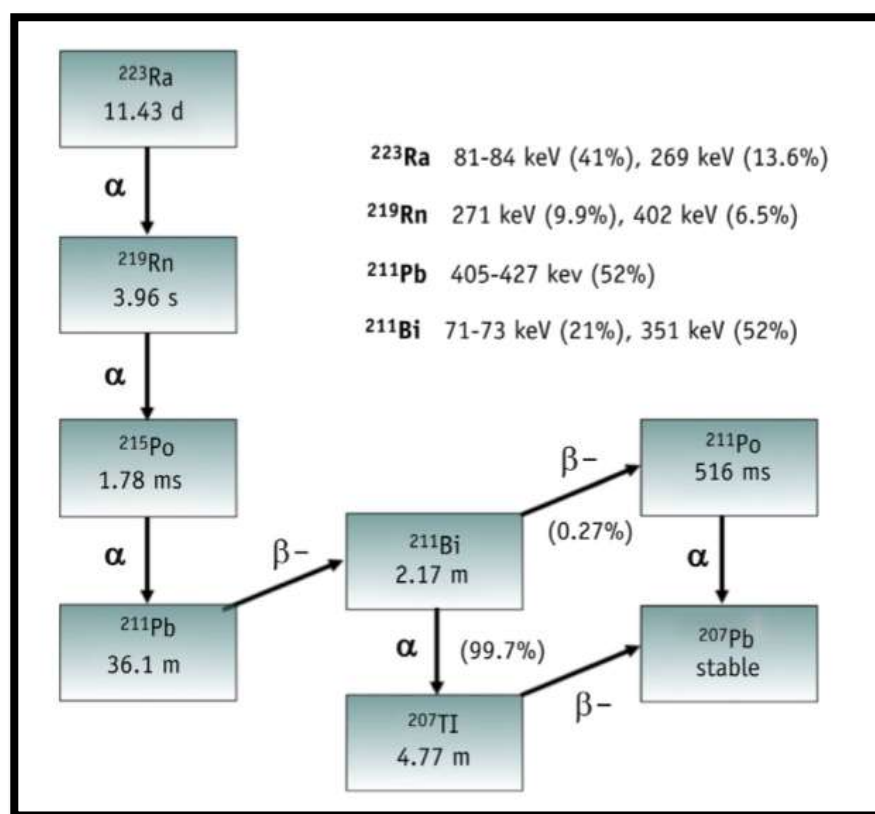 ²²³Ra
11.43 d
α
²¹⁹Rn
3.96 s
α
²¹⁵Po
1.78 ms
α
²¹¹Pb
36.1 m
²²³Ra 81-84 keV (41%), 269 keV (13.6%)
²¹⁹Rn 271 keV (9.9%), 402 keV (6.5%)
²¹¹Pb 405-427 kev (52%)
²¹¹Bi 71-73 keV (21%), 351 keV (52%)
β−
²¹¹Bi
2.17 m
β−
(0.27%)
²¹¹Po
516 ms
α
α (99.7%)
²⁰⁷TI
4.77 m
β−
²⁰⁷Pb
stable